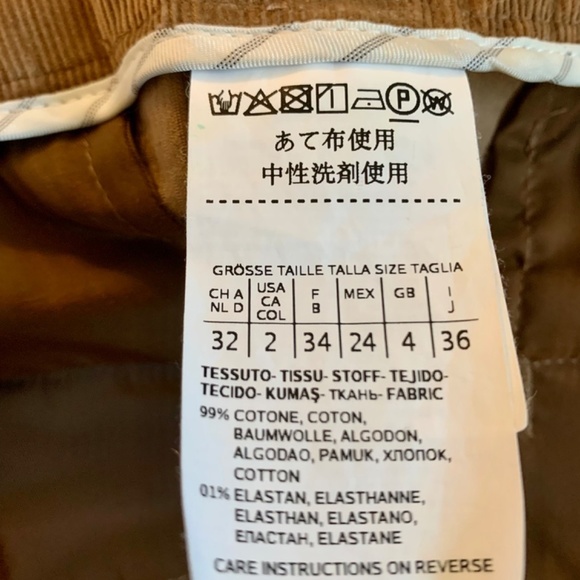 P W
あて布使用
中性洗剤使用
GRÖSSE TAILLE TALLA SIZE TAGLIA
CH A NL D USA CA COL F B MEX GB I J
32 2 34 24 4 36
TESSUTO- TISSU- STOFF- TEJIDO-
TECIDO- KUMAŞ- ТКАНЬ- FABRIC
99% COTONE, COTON,
BAUMWOLLE, ALGODON,
ALGODAO, PAMUK, ХЛОПОК,
COTTON
01% ELASTAN, ELASTHANNE,
ELASTHAN, ELASTANO,
ЕЛАСТАН, ELASTANE
CARE INSTRUCTIONS ON REVERSE